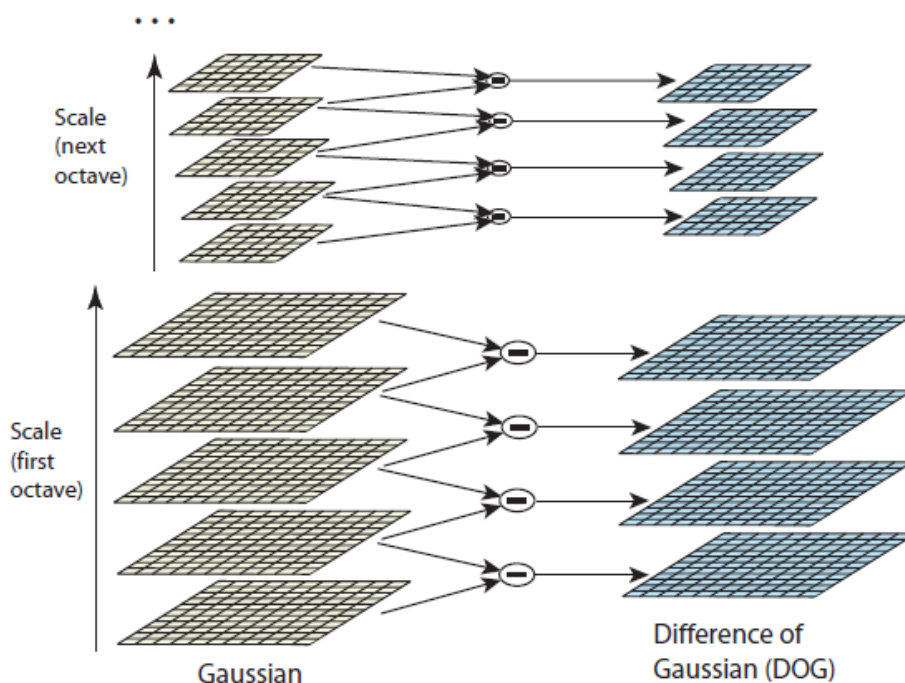 ...
Scale
(next
octave)
Scale
(first
octave)
Gaussian
Difference of
Gaussian (DOG)